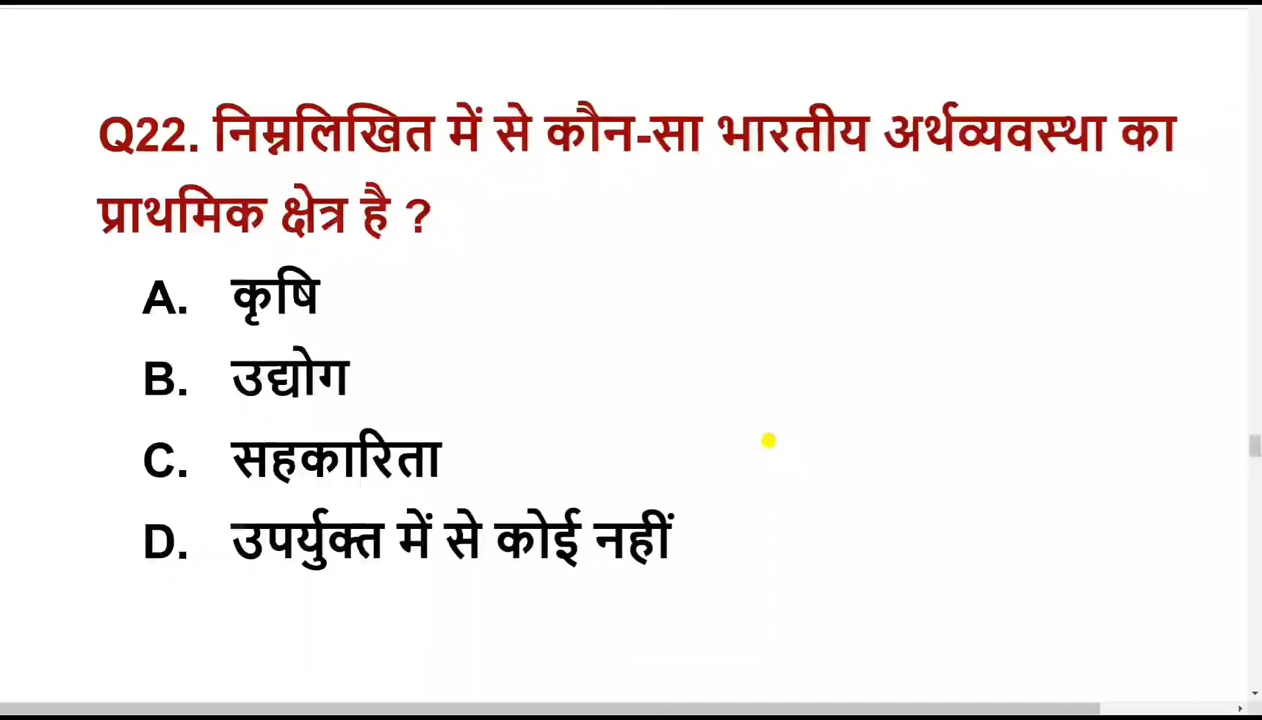 Q22. निम्नलिखित में से कौन-सा भारतीय अर्थव्यवस्था का
प्राथमिक क्षेत्र है ?
A. कृषि
B. उद्योग
C. सहकारिता
D. उपर्युक्त में से कोई नहीं